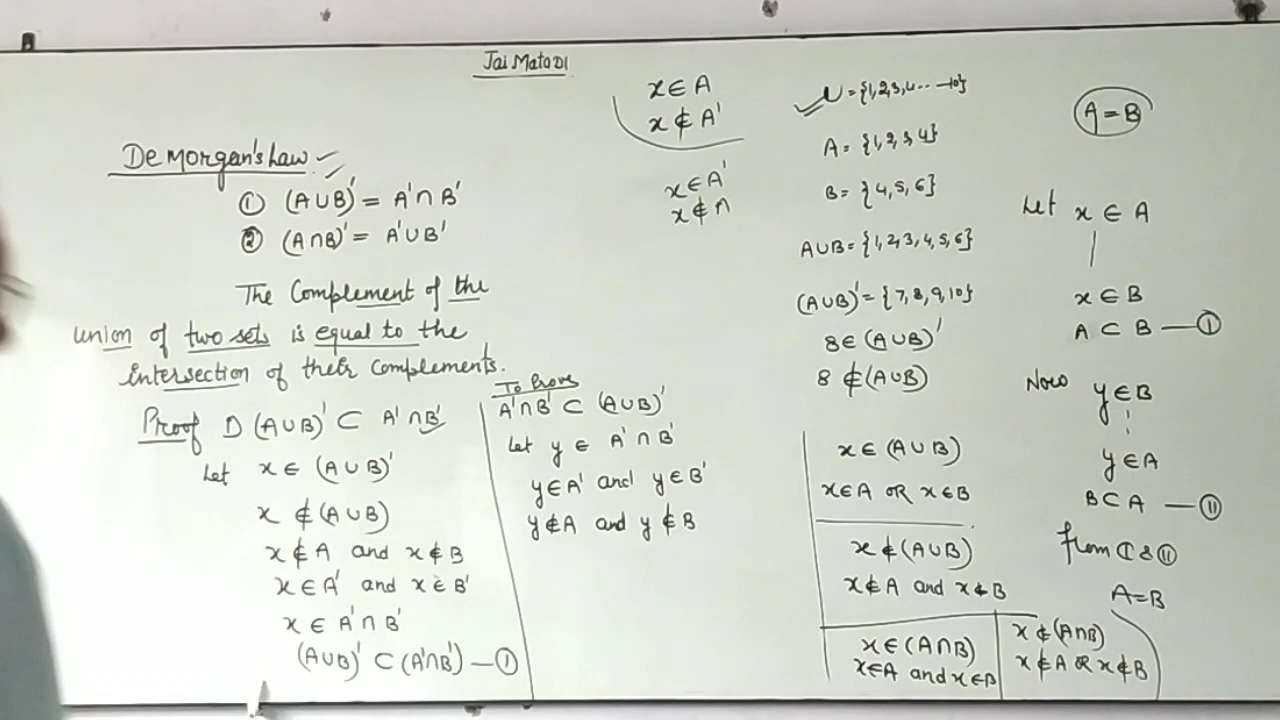 Jai Mata DI
De Morgan's Law
① (A∪B)' = A'∩B'
② (A∩B)' = A'∪B'
The Complement of the
union of two sets is equal to the
intersection of their Complements.
Proof D (A∪B)' ⊂ A'∩B'
Let x ∈ (A∪B)'
x ∉ (A∪B)
x ∉ A and x ∉ B
x ∈ A' and x ∈ B'
x ∈ A'∩B'
(A∪B)' ⊂ (A'∩B') — ①
To Prove
A'∩B' ⊂ (A∪B)'
Let y ∈ A'∩B'
y∈A' and y∈B'
y∉A and y∉B
x∈A
x∉A'
x∈A'
x∉A
U = {1,2,3,4...-10}
A = {1,2,3,4}
B = {4,5,6}
A∪B = {1,2,3,4,5,6}
(A∪B)' = {7,8,9,10}
8 ∈ (A∪B)'
8 ∉ (A∪B)
x ∈ (A∪B)
x∈A OR x∈B
x ∉ (A∪B)
x∉A and x∉B
x∈(A∩B)
x∈A and x∈B
x∉(A∩B)
x∉A OR x∉B
A=B
Let x ∈ A
x ∈ B
A ⊂ B — ①
Now y∈B
y∈A
B⊂A — ⑪
from ① & ⑪
A=B